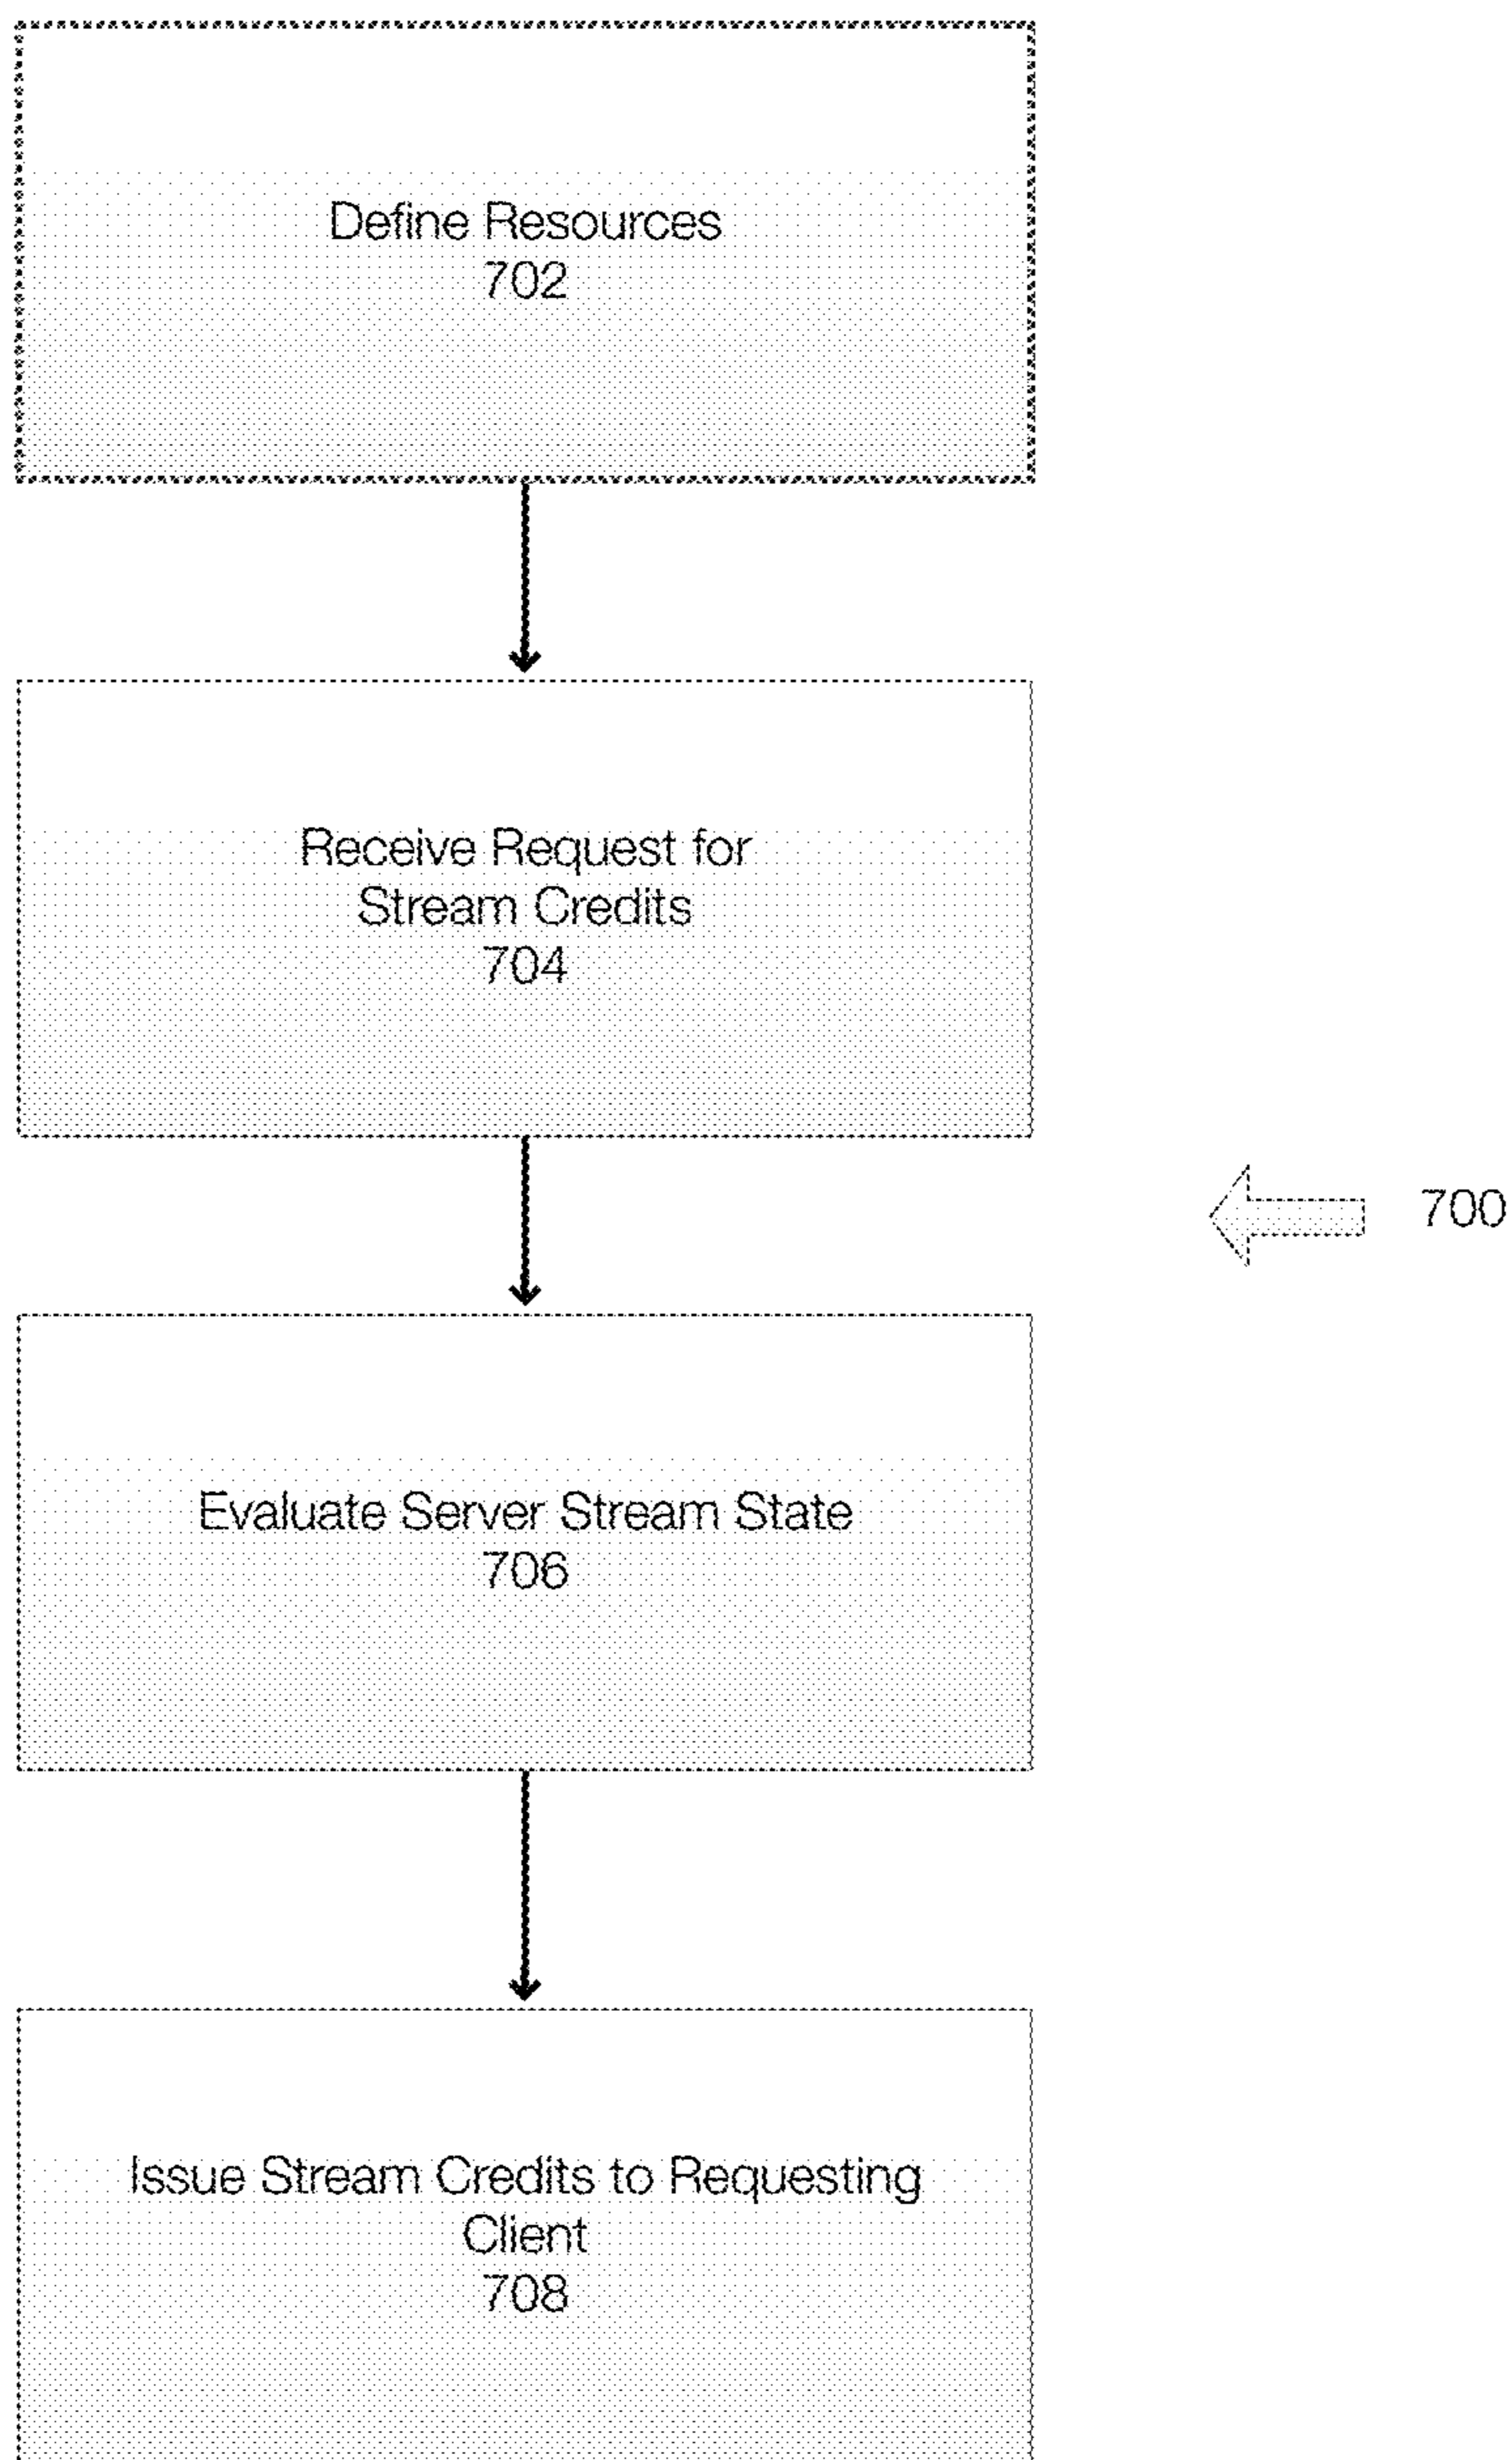 Define Resources
702
Receive Request for
Stream Credits
704
700
Evaluate Server Stream State
706
Issue Stream Credits to Requesting
Client
708